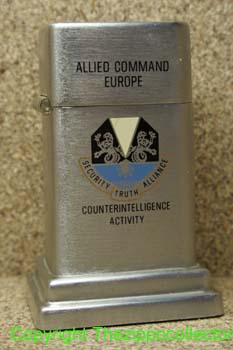 ALLIED COMMAND
EUROPE
SECURITY TRUTH ALLIANCE
COUNTERINTELLIGENCE
ACTIVITY
Copyright Thezippocollector